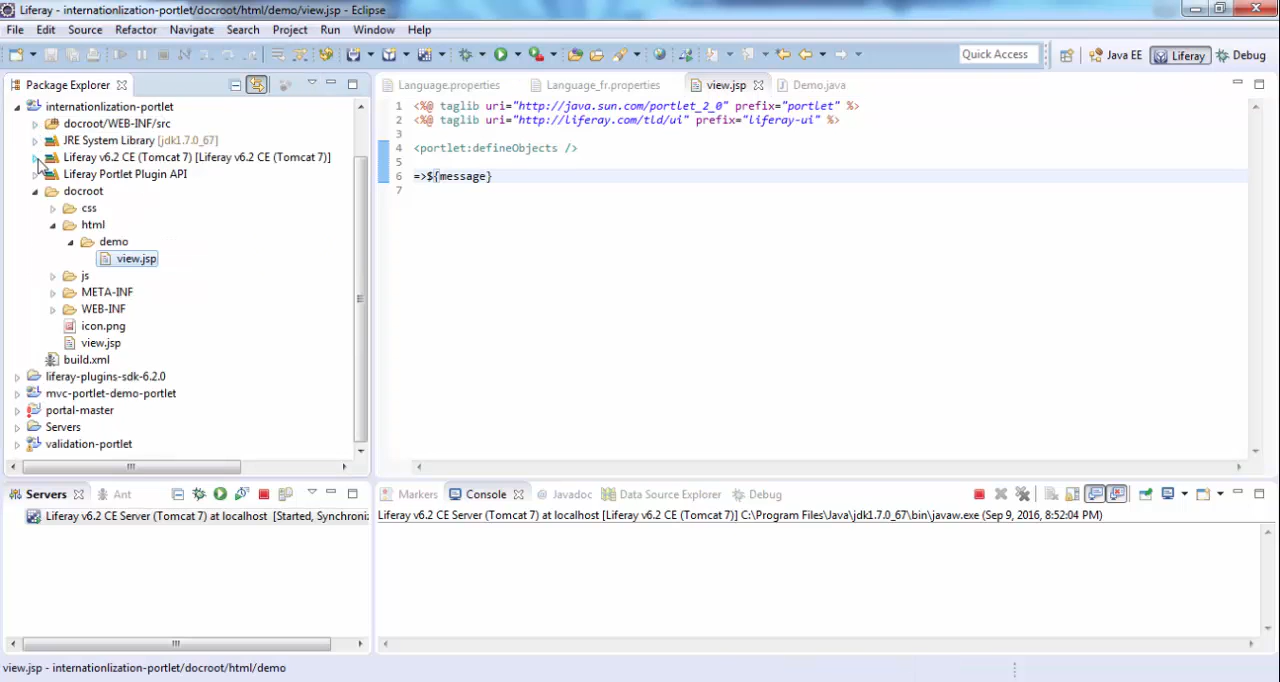 Liferay - internationlization-portlet/docroot/html/demo/view.jsp - Eclipse
File Edit Source Refactor Navigate Search Project Run Window Help
Quick Access Java EE Liferay Debug
Package Explorer
internationlization-portlet
docroot/WEB-INF/src
JRE System Library [jdk1.7.0_67]
Liferay v6.2 CE (Tomcat 7) [Liferay v6.2 CE (Tomcat 7)]
Liferay Portlet Plugin API
docroot
css
html
demo
view.jsp
js
META-INF
WEB-INF
icon.png
view.jsp
build.xml
liferay-plugins-sdk-6.2.0
mvc-portlet-demo-portlet
portal-master
Servers
validation-portlet
Language.properties Language_fr.properties view.jsp Demo.java
1 <%@ taglib uri="http://java.sun.com/portlet_2_0" prefix="portlet" %>
2 <%@ taglib uri="http://liferay.com/tld/ui" prefix="liferay-ui" %>
3
4 <portlet:defineObjects />
5
6 =>${message}
7
Servers Ant
Liferay v6.2 CE Server (Tomcat 7) at localhost [Started, Synchroniz
Markers Console Javadoc Data Source Explorer Debug
Liferay v6.2 CE Server (Tomcat 7) at localhost [Liferay v6.2 CE (Tomcat 7)] C:\Program Files\Java\jdk1.7.0_67\bin\javaw.exe (Sep 9, 2016, 8:52:04 PM)
view.jsp - internationlization-portlet/docroot/html/demo